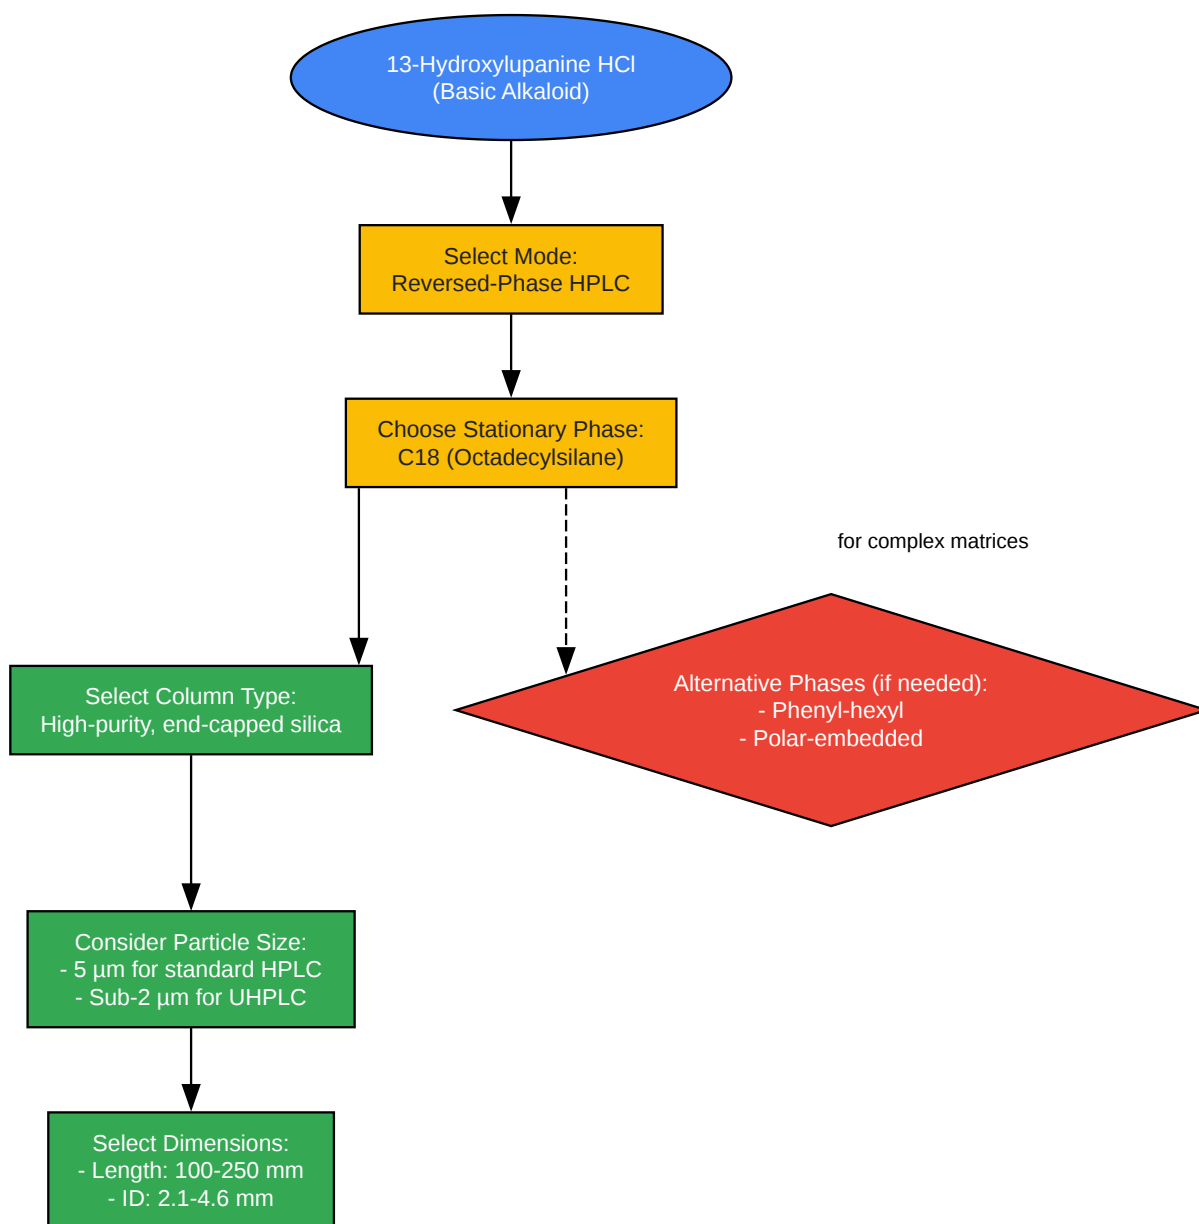 13-Hydroxylupanine HCl
(Basic Alkaloid)
Select Mode:
Reversed-Phase HPLC
Choose Stationary Phase:
C18 (Octadecylsilane)
for complex matrices
Select Column Type:
High-purity, end-capped silica
Alternative Phases (if needed):
- Phenyl-hexyl
- Polar-embedded
Consider Particle Size:
- 5 µm for standard HPLC
- Sub-2 µm for UHPLC
Select Dimensions:
- Length: 100-250 mm
- ID: 2.1-4.6 mm